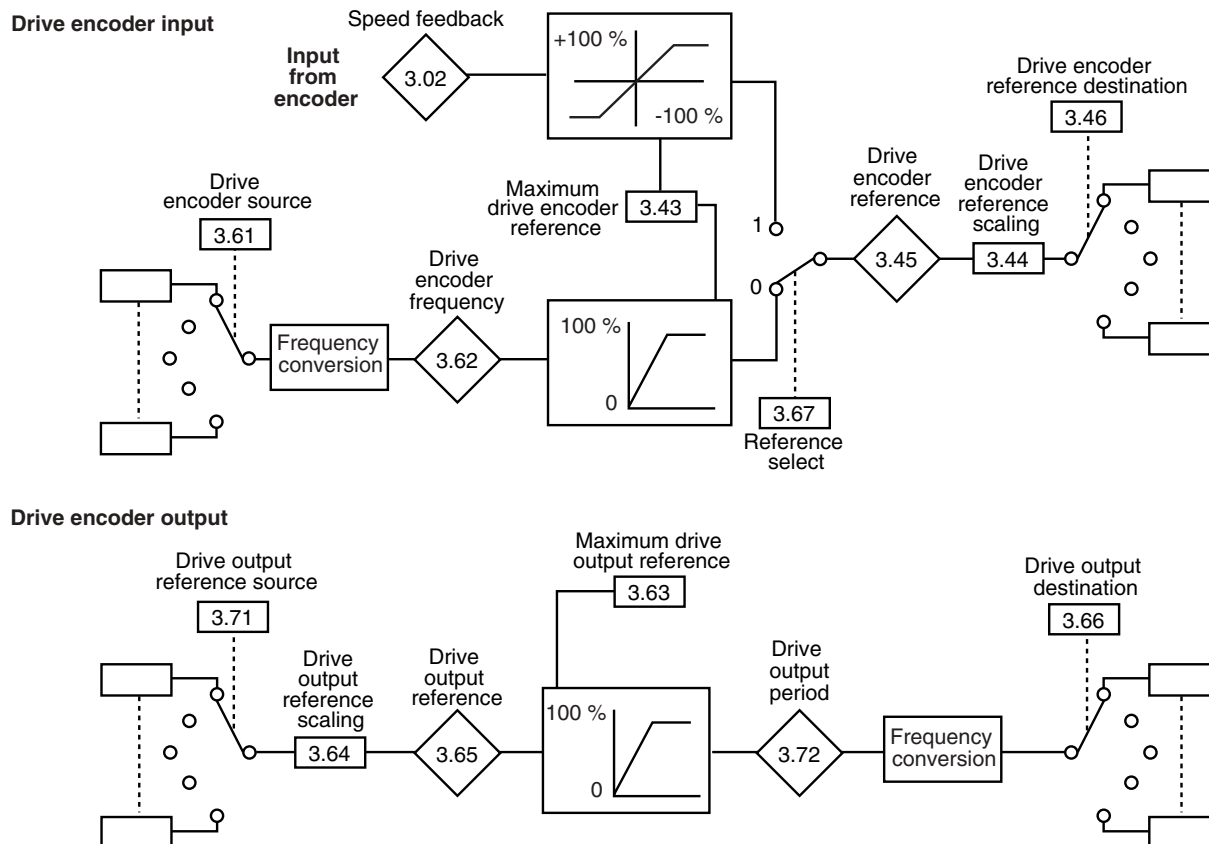 Drive encoder input
Speed feedback
Input
from
encoder
3.02
+100 %
-100 %
Drive encoder
reference destination
3.46
Drive
encoder source
3.61
Maximum
drive encoder
reference
3.43
1
0
Drive
encoder
reference
3.45
Drive
encoder
reference
scaling
3.44
Drive
encoder
frequency
3.62
Frequency
conversion
100 %
0
3.67
Reference
select
Drive encoder output
Drive output
reference source
3.71
Maximum drive
output reference
3.63
Drive output
destination
3.66
Drive
output
reference
scaling
3.64
Drive
output
reference
3.65
100 %
0
Drive
output
period
3.72
Frequency
conversion